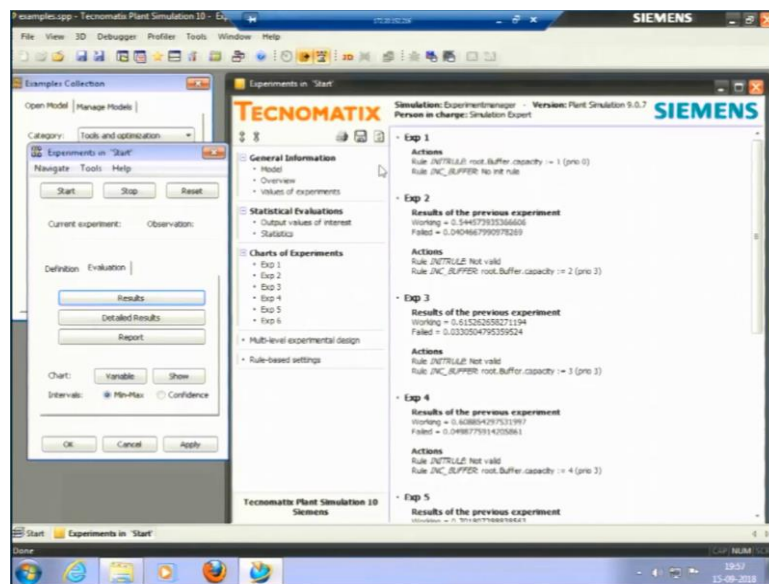 examples.spp - Tecnomatix Plant Simulation 10 -
SIEMENS
File View 3D Debugger Profiler Tools Window Help
Examples Collection
Open Model Manage Models
Category: Tools and optimization
Experiments in 'Start'
Navigate Tools Help
Start Stop Reset
Current experiment: Observation:
Definition Evaluation
Results
Detailed Results
Report
Chart: Variable Show
Intervals: Min-Max Confidence
OK Cancel Apply
Experiments in 'Start'
TECNOMATIX
Simulation: Experimentmanager - Version: Plant Simulation 9.0.7
Person in charge: Simulation Expert
SIEMENS
General Information
Model
Overview
Values of experiments
Statistical Evaluations
Output values of interest
Statistics
Charts of Experiments
Exp 1
Exp 2
Exp 3
Exp 4
Exp 5
Exp 6
Multi-level experimental design
Rule-based settings
Tecnomatix Plant Simulation 10
Siemens
Exp 1
Actions
Rule INITRULE: root.Buffer.capacity := 1 (prio 0)
Rule INC_BUFFER: No init rule
Exp 2
Results of the previous experiment
Working = 0.544573935366606
Failed = 0.0404667990978269
Actions
Rule INITRULE: Not valid
Rule INC_BUFFER: root.Buffer.capacity := 2 (prio 3)
Exp 3
Results of the previous experiment
Working = 0.615262658271194
Failed = 0.0330504795359524
Actions
Rule INITRULE: Not valid
Rule INC_BUFFER: root.Buffer.capacity := 3 (prio 3)
Exp 4
Results of the previous experiment
Working = 0.608854297531997
Failed = 0.0498775914205861
Actions
Rule INITRULE: Not valid
Rule INC_BUFFER: root.Buffer.capacity := 4 (prio 3)
Exp 5
Results of the previous experiment
Start Experiments in 'Start'
Done
CAP NUM
19:57
15-09-2018